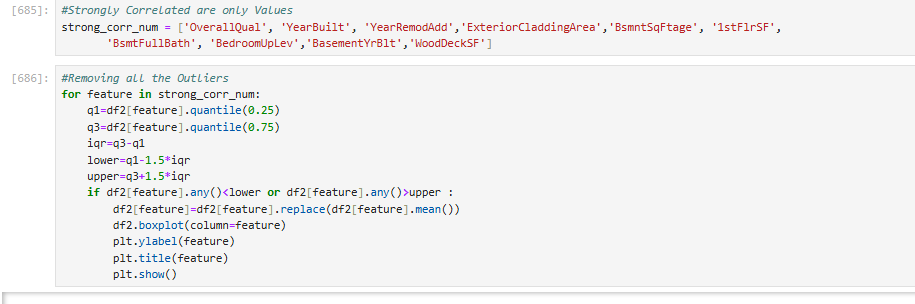 [685]: #Strongly Correlated are only Values
strong_corr_num = ['OverallQual', 'YearBuilt', 'YearRemodAdd','ExteriorCladdingArea','BsmntSqFtage', '1stFlrSF',
'BsmtFullBath', 'BedroomUpLev','BasementYrBlt','WoodDeckSF']
[686]: #Removing all the Outliers
for feature in strong_corr_num:
q1=df2[feature].quantile(0.25)
q3=df2[feature].quantile(0.75)
iqr=q3-q1
lower=q1-1.5*iqr
upper=q3+1.5*iqr
if df2[feature].any()<lower or df2[feature].any()>upper :
df2[feature]=df2[feature].replace(df2[feature].mean())
df2.boxplot(column=feature)
plt.ylabel(feature)
plt.title(feature)
plt.show()